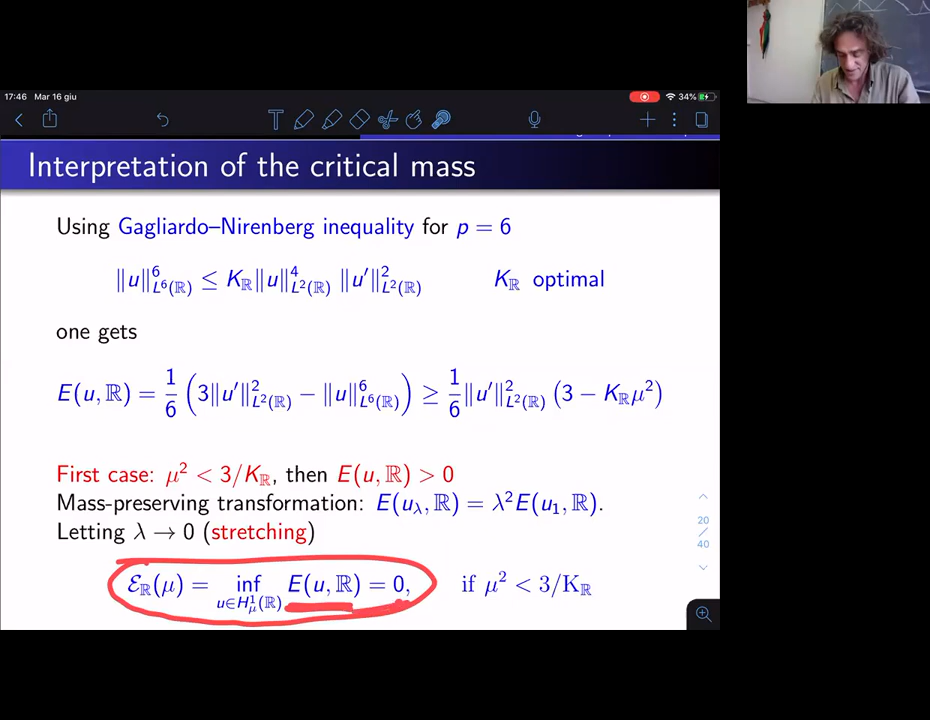 17:46 Mar 16 giu 34%
Interpretation of the critical mass
Using Gagliardo–Nirenberg inequality for p = 6
‖u‖⁶_{L⁶(ℝ)} ≤ K_ℝ‖u‖⁴_{L²(ℝ)} ‖u′‖²_{L²(ℝ)} K_ℝ optimal
one gets
E(u, ℝ) = 1/6 (3‖u′‖²_{L²(ℝ)} − ‖u‖⁶_{L⁶(ℝ)}) ≥ 1/6 ‖u′‖²_{L²(ℝ)} (3 − K_ℝμ²)
First case: μ² < 3/K_ℝ, then E(u, ℝ) > 0
Mass-preserving transformation: E(u_λ, ℝ) = λ²E(u₁, ℝ).
Letting λ → 0 (stretching)
ℰ_ℝ(μ) = inf_{u∈H¹_μ(ℝ)} E(u, ℝ) = 0, if μ² < 3/K_ℝ
20
/
40